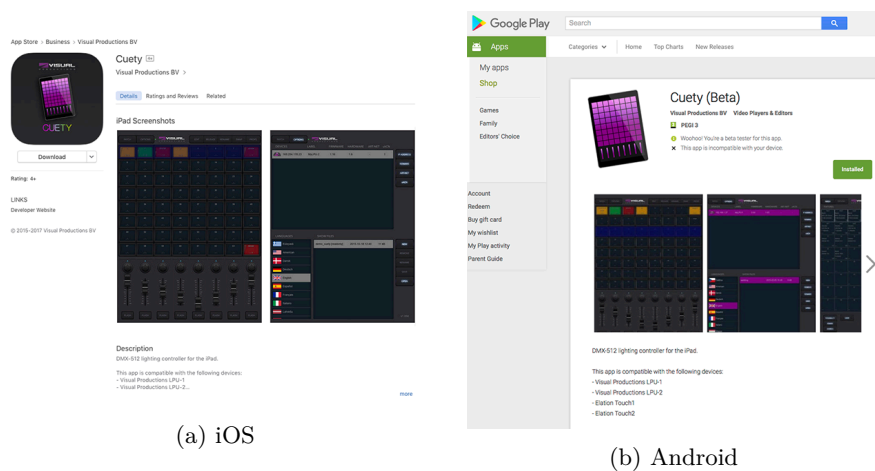 App Store > Business > Visual Productions BV
VISUAL
CUETY
Cuety 4+
Visual Productions BV >
Details Ratings and Reviews Related
Download
Rating: 4+
LINKS
Developer Website
© 2015-2017 Visual Productions BV
iPad Screenshots
Description
DMX-512 lighting controller for the iPad.
This app is compatible with the following devices:
- Visual Productions LPU-1
- Visual Productions LPU-2...
more
(a) iOS
Google Play
Search
Apps
Categories Home Top Charts New Releases
My apps
Shop
Games
Family
Editors' Choice
Account
Redeem
Buy gift card
My wishlist
My Play activity
Parent Guide
Cuety (Beta)
Visual Productions BV Video Players & Editors
PEGI 3
Woohoo! You're a beta tester for this app.
This app is incompatible with your device.
Installed
DMX-512 lighting controller for the iPad.
This app is compatible with the following devices:
- Visual Productions LPU-1
- Visual Productions LPU-2
- Elation Touch1
- Elation Touch2
(b) Android